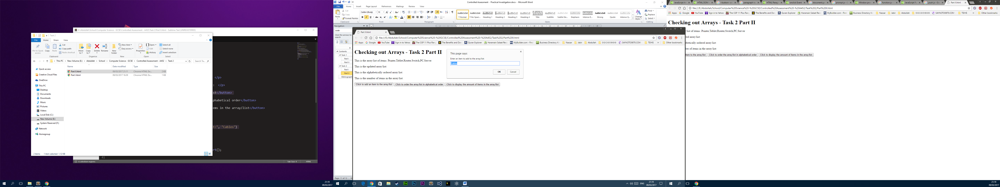 E:\Abdullah\School\Computer Science - GCSE\Controlled Assessment - A452\Task 2\Part II.html - Sublime Text (UNREGISTERED)
Task 2
File Home Share View
Pin to Quick access
Copy
Paste
Cut
Copy path
Paste shortcut
Clipboard
Move to
Copy to
Delete
Rename
Organise
New folder
New item
Easy access
New
Properties
Open
Edit
History
Open
Select all
Select none
Invert selection
Select
This PC > New Volume (E:) > Abdullah > School > Computer Science - GCSE > Controlled Assessment - A452 > Task 2
Search Ta...
Name Date modified Type Size
Part II.html 09/03/2017 21:11 Chrome HTML Do... 2 KB
Part I.html 09/03/2017 16:39 Chrome HTML Do... 1 KB
Quick access
Creative Cloud Files
OneDrive
This PC
Desktop
Documents
Downloads
Music
Pictures
Videos
Local Disk (C:)
New Volume (E:)
System Reserved (F:)
Network
Homegroup
2 items 1 item selected 1.12 KB
</p>
: </p>
st</button>
phabetical order</button>
ems in the array/list</button>
t:", "Cables")
rt();
41
6 selection regions
Tab Size: 4 HTML
21:19
09/03/2017
Controlled Assessment - Practical Investigation.docx - Microsoft Word
File Home Insert Page Layout References Mailings Review View
Paste
Cut
Copy
Format Painter
Clipboard
Calibri (Body) 10
Font
Paragraph
AaBbCcDd AaBbCcDd AaBbCcL AaBbCcL AaBbCcL
¶ Normal ¶ No Spaci... Heading 1 Heading 2 Heading 3 Heading 4 Title Subtitle Subtle Em... Emphasis Intense E... Strong Quote Intense Q...
Styles
Change Styles
Find
Replace
Select
Editing
Navigation
code
Click the arrows to
search
Contents
Task 1
Part I
Part II
Task 2
Part I
Part II
Bibliography
Page: 11 of 12
Part II.html
file:///E:/Abdullah/School/Computer%20Science%20-%20GCSE/Controlled%20Assessment%20-%20A452/Task%202/Part%20II.html
Apps Google YouTube Sign in to Yahoo The CGP 11 Plus Rang The Benefits and Dan Quran Explorer Haramain Salaat Reco MyBuilder.com - Find Business Directory Ki Nassar Jabir Abdullah SAYNOTO0870.COM T$!H$ » Other bookmarks
Checking out Arrays - Task 2 Part II
This is the array/list of items: Printer,Tablet,Router,Switch,PC,Server
This is the updated array/list:
This is the alphabetically ordered array/list:
This is the number of items in the array/list:
Click to add an item to the array/list Click to order the array/list in alphabetical order Click to display the amount of items in the array/list
This page says:
Enter an item to add to the array/list:
Cables
OK Cancel
ENG
21:19
09/03/2017
JavaScript Ar HTML DOM <button> on paragraph ta HTML Parag onclick Event document.ge prompt js - G Window pro function js - JavaScript Fu .push js - Go Part II.html
file:///E:/Abdullah/School/Computer%20Science%20-%20GCSE/Controlled%20Assessment%20-%20A452/Task%202/Part%20II.html
Apps Google YouTube Sign in to Yahoo The CGP 11 Plus Rang The Benefits and Dan Quran Explorer Haramain Salaat Reco MyBuilder.com - Find Business Directory Ki Nassar Jabir Abdullah SAYNOTO0870.COM T$!H$ » Other bookmarks
Checking out Arrays - Task 2 Part II
/list of items: Printer,Tablet,Router,Switch,PC,Server
ted array/list:
abetically ordered array/list:
ber of items in the array/list:
item to the array/list Click to order the array/list in alphabetical order Click to display the amount of items in the array/list
21:19
09/03/2017